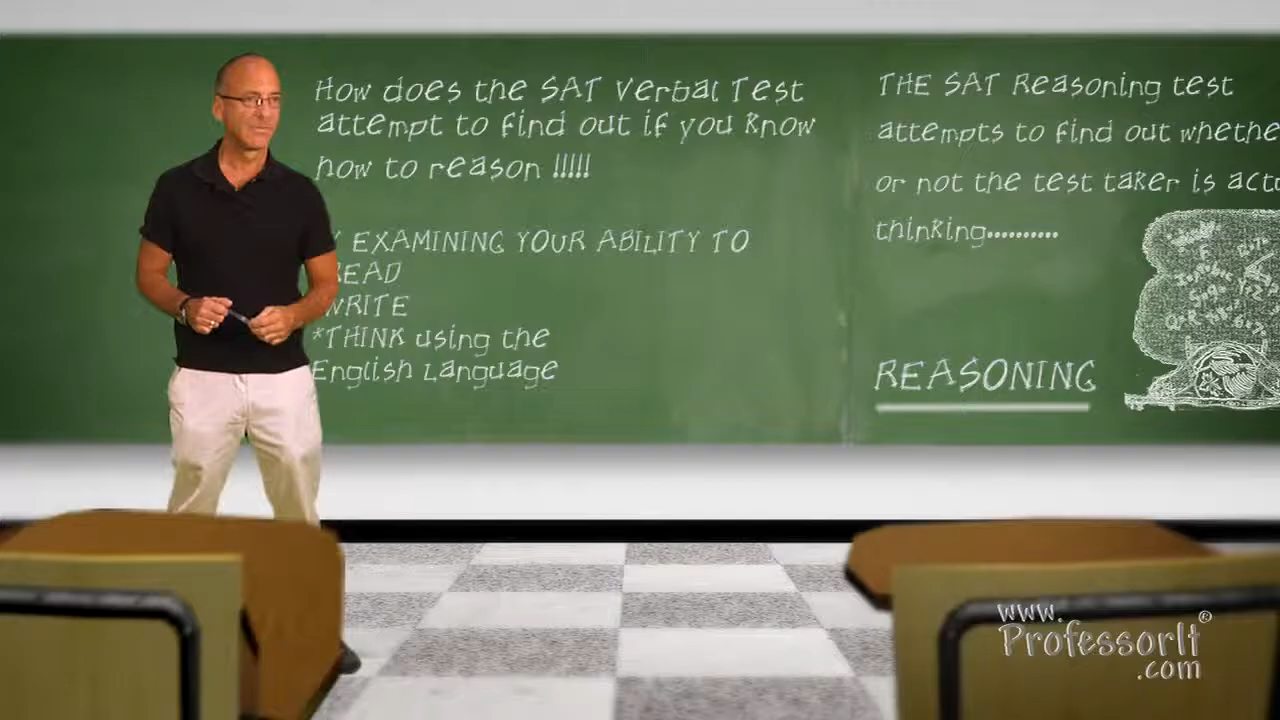 How does the SAT Verbal Test
attempt to find out if you know
how to reason !!!!!
EXAMINING YOUR ABILITY TO
READ
WRITE
*THINK using the
English Language
THE SAT Reasoning test
attempts to find out whethe
or not the test taker is actu
thinking..........
REASONING
www.
ProfessorIt®
.com